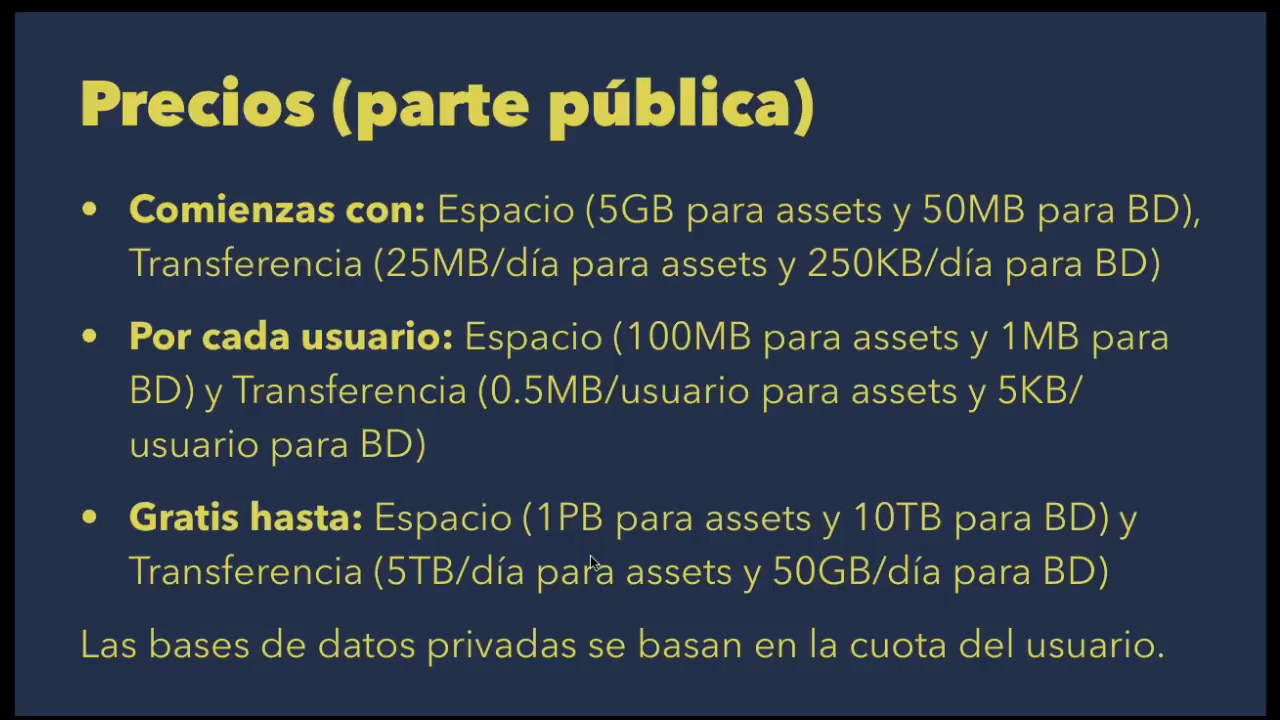 Precios (parte pública)
• Comienzas con: Espacio (5GB para assets y 50MB para BD),
Transferencia (25MB/día para assets y 250KB/día para BD)
• Por cada usuario: Espacio (100MB para assets y 1MB para
BD) y Transferencia (0.5MB/usuario para assets y 5KB/
usuario para BD)
• Gratis hasta: Espacio (1PB para assets y 10TB para BD) y
Transferencia (5TB/día para assets y 50GB/día para BD)
Las bases de datos privadas se basan en la cuota del usuario.